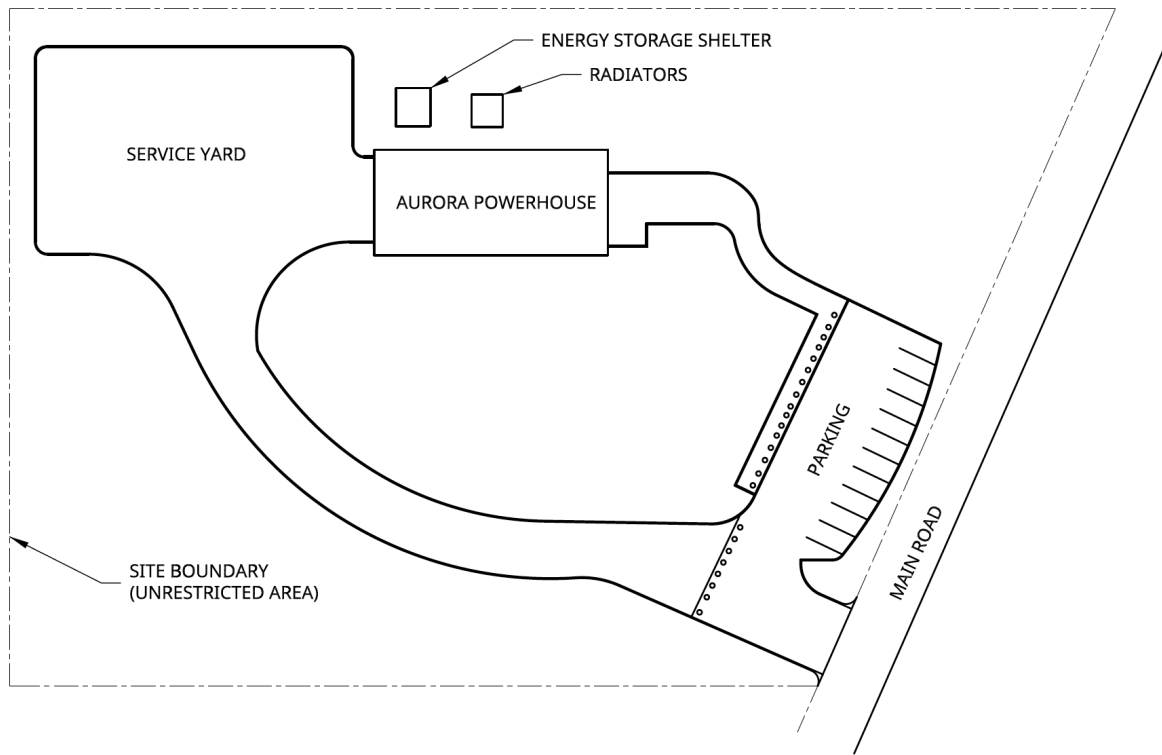 ENERGY STORAGE SHELTER
RADIATORS
SERVICE YARD
AURORA POWERHOUSE
PARKING
MAIN ROAD
SITE BOUNDARY
(UNRESTRICTED AREA)